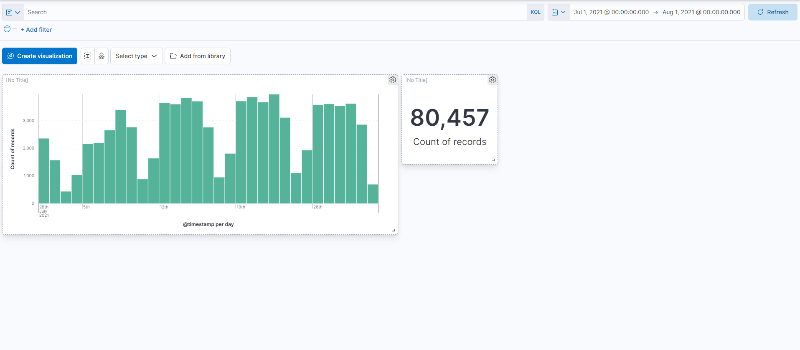 Search
KQL
Jul 1, 2021 @ 00:00:00.000 → Aug 1, 2021 @ 00:00:00.000
Refresh
+ Add filter
Create visualization
Select type
Add from library
[No Title]
Count of records
3,000
2,000
1,000
0
5th
12th
19th
26th
2021
@timestamp per day
[No Title]
80,457
Count of records